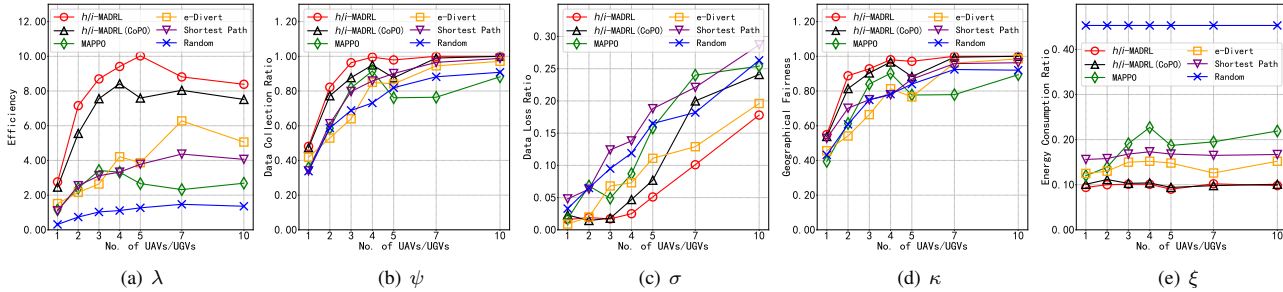 12.00
10.00
8.00
6.00
4.00
2.00
0.00
Efficiency
h/i-MADRL
h/i-MADRL(CoPO)
MAPPO
e-Divert
Shortest Path
Random
1 2 3 4 5 7 10
No. of UAVs/UGVs
(a) λ
1.20
1.00
0.80
0.60
0.40
0.20
0.00
Data Collection Ratio
h/i-MADRL
h/i-MADRL(CoPO)
MAPPO
e-Divert
Shortest Path
Random
1 2 3 4 5 7 10
No. of UAVs/UGVs
(b) ψ
0.30
0.25
0.20
0.15
0.10
0.05
0.00
Data Loss Ratio
h/i-MADRL
h/i-MADRL(CoPO)
MAPPO
e-Divert
Shortest Path
Random
1 2 3 4 5 7 10
No. of UAVs/UGVs
(c) σ
1.20
1.00
0.80
0.60
0.40
0.20
0.00
Geographical Fairness
h/i-MADRL
h/i-MADRL(CoPO)
MAPPO
e-Divert
Shortest Path
Random
1 2 3 4 5 7 10
No. of UAVs/UGVs
(d) κ
0.40
0.30
0.20
0.10
0.00
Energy Consumption Ratio
h/i-MADRL
h/i-MADRL(CoPO)
MAPPO
e-Divert
Shortest Path
Random
1 2 3 4 5 7 10
No. of UAVs/UGVs
(e) ξ